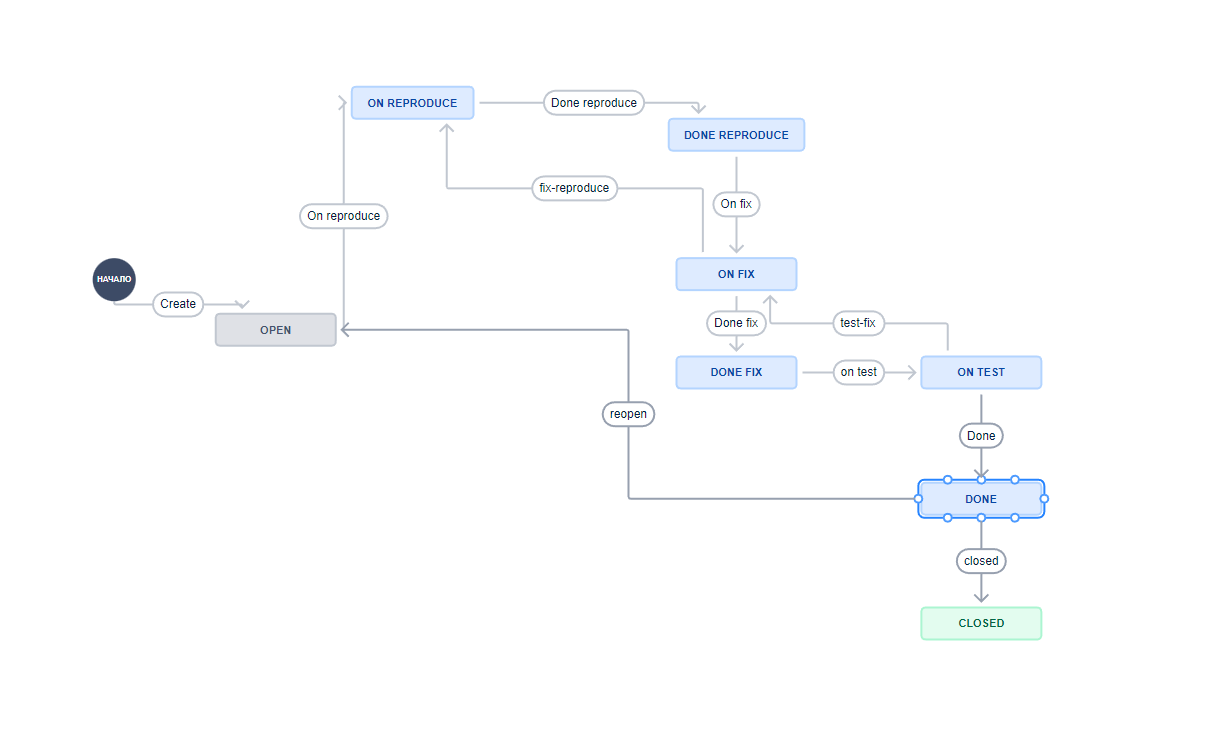 ON REPRODUCE
Done reproduce
DONE REPRODUCE
fix-reproduce
On fix
On reproduce
НАЧАЛО
Create
OPEN
ON FIX
Done fix
test-fix
DONE FIX
on test
ON TEST
reopen
Done
DONE
closed
CLOSED